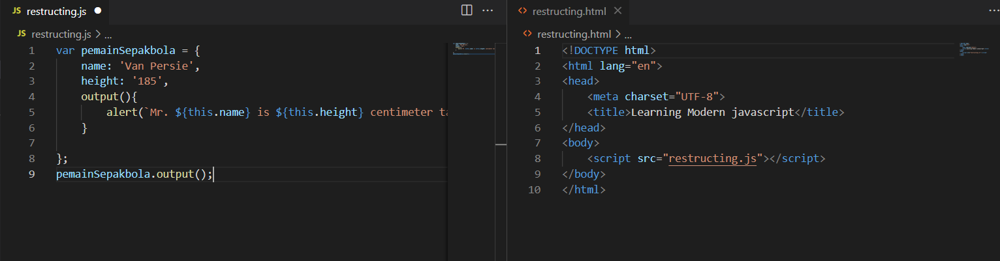 JS restructing.js
JS restructing.js > ...
1 var pemainSepakbola = {
2 name: 'Van Persie',
3 height: '185',
4 output(){
5 alert(`Mr. ${this.name} is ${this.height} centimeter ta
6 }
7
8 };
9 pemainSepakbola.output();
<> restructing.html
<> restructing.html > ...
1 <!DOCTYPE html>
2 <html lang="en">
3 <head>
4 <meta charset="UTF-8">
5 <title>Learning Modern javascript</title>
6 </head>
7 <body>
8 <script src="restructing.js"></script>
9 </body>
10 </html>